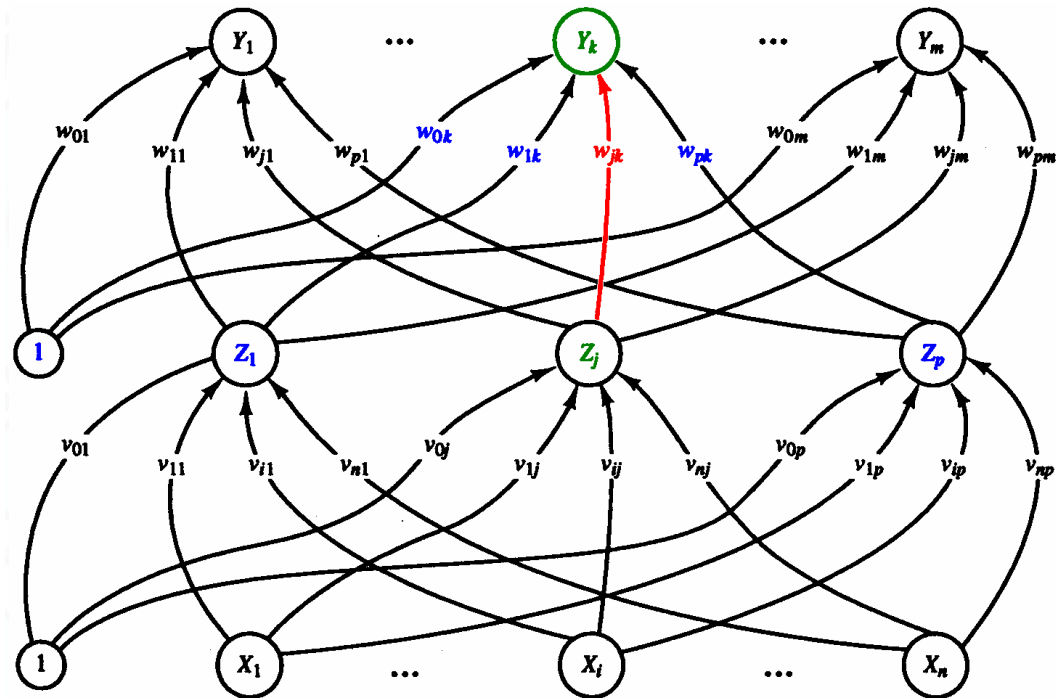 Y₁ ... Yₖ ... Yₘ
w₀₁ w₁₁ wⱼ₁ wₚ₁ w₀ₖ w₁ₖ wⱼₖ wₚₖ w₀ₘ w₁ₘ wⱼₘ wₚₘ
1 Z₁ Zⱼ Zₚ
v₀₁ v₁₁ vᵢ₁ vₙ₁ v₀ⱼ v₁ⱼ vᵢⱼ vₙⱼ v₀ₚ v₁ₚ vᵢₚ vₙₚ
1 X₁ ... Xᵢ ... Xₙ